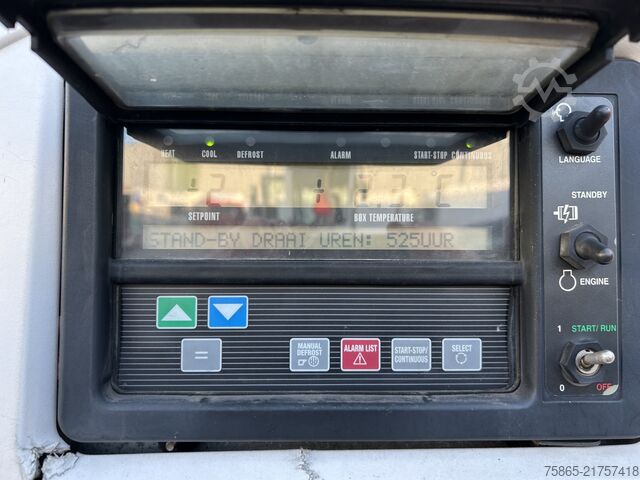 HEAT COOL DEFROST ALARM START-STOP CONTINUOUS
LANGUAGE
STANDBY
SETPOINT BOX TEMPERATURE
STAND-BY DRAAI UREN: 525UUR
ENGINE
1 START/ RUN
=
MANUAL DEFROST
ALARM LIST
START-STOP/ CONTINUOUS
SELECT
0 OFF
75865-21757418